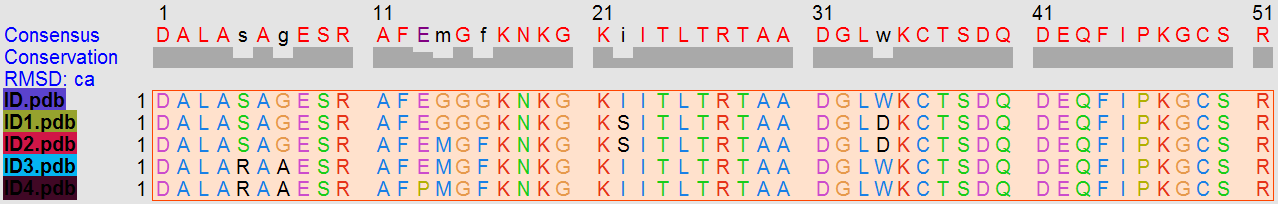 1 11 21 31 41 51
Consensus D A L A s A g E S R A F E m G f K N K G K i I T L T R T A A D G L w K C T S D Q D E Q F I P K G C S R
Conservation
RMSD: ca
ID.pdb 1 D A L A S A G E S R A F E G G G K N K G K I I T L T R T A A D G L W K C T S D Q D E Q F I P K G C S R
ID1.pdb 1 D A L A S A G E S R A F E G G G K N K G K S I T L T R T A A D G L D K C T S D Q D E Q F I P K G C S R
ID2.pdb 1 D A L A S A G E S R A F E M G F K N K G K S I T L T R T A A D G L D K C T S D Q D E Q F I P K G C S R
ID3.pdb 1 D A L A R A A E S R A F E M G F K N K G K I I T L T R T A A D G L W K C T S D Q D E Q F I P K G C S R
ID4.pdb 1 D A L A R A A E S R A F P M G F K N K G K I I T L T R T A A D G L W K C T S D Q D E Q F I P K G C S R